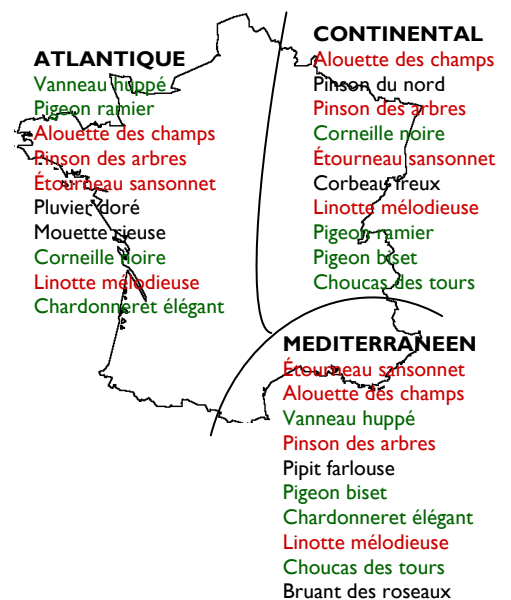 ATLANTIQUE
Vanneau huppé
Pigeon ramier
Alouette des champs
Pinson des arbres
Étourneau sansonnet
Pluvier doré
Mouette rieuse
Corneille noire
Linotte mélodieuse
Chardonneret élégant
CONTINENTAL
Alouette des champs
Pinson du nord
Pinson des arbres
Corneille noire
Étourneau sansonnet
Corbeau freux
Linotte mélodieuse
Pigeon ramier
Pigeon biset
Choucas des tours
MEDITERRANEEN
Étourneau sansonnet
Alouette des champs
Vanneau huppé
Pinson des arbres
Pipit farlouse
Pigeon biset
Chardonneret élégant
Linotte mélodieuse
Choucas des tours
Bruant des roseaux